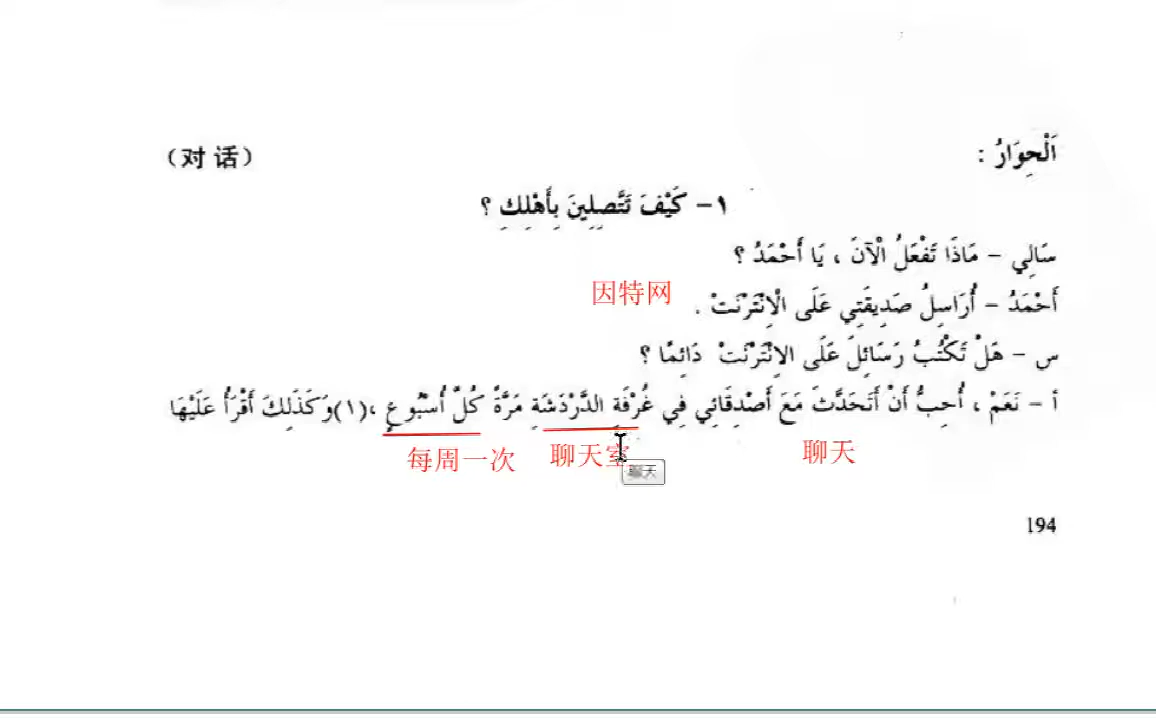 اَلْحِوَارُ : (对 话)
١- كَيْفَ تَتَّصِلِينَ بِأَهْلِكِ ؟
سَالِي - مَاذَا تَفْعَلُ الْآنَ ، يَا أَحْمَدُ ؟
因特网
أَحْمَدُ - أُرَاسِلُ صَدِيقَتِي عَلَى الْاِنْتَرْنَتْ .
س - هَلْ تَكْتُبُ رَسَائِلَ عَلَى الاِنْتَرْنَتْ دَائِمًا ؟
أ - نَعَمْ ، أُحِبُّ أَنْ أَتَحَدَّثَ مَعَ أَصْدِقَائِي فِي غُرْفَةِ الدَّرْدَشَةِ مَرَّةً كُلَّ أُسْبُوعٍ ،(١)وَكَذَلِكَ أَقْرَأُ عَلَيْهَا
聊天 聊天室 每周一次
聊天
194